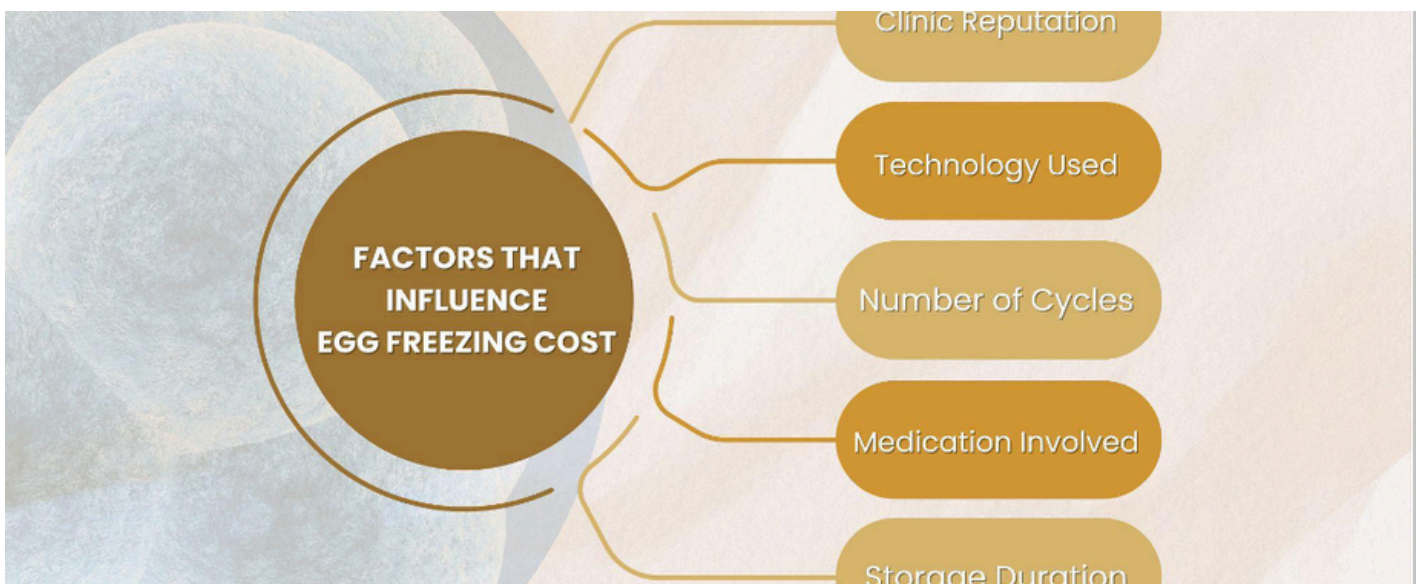 Clinic Reputation
Technology Used
FACTORS THAT
INFLUENCE
EGG FREEZING COST
Number of Cycles
Medication Involved
Storage Duration